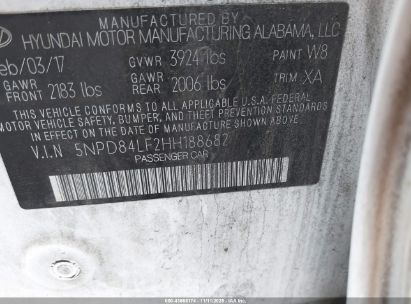 MANUFACTURED BY
HYUNDAI MOTOR MANUFACTURING ALABAMA, LLC
eb/03/17 GVWR 3924 lbs PAINT W8
GAWR FRONT 2183 lbs GAWR REAR 2006 lbs TRIM XA
THIS VEHICLE CONFORMS TO ALL APPLICABLE U.S.A. FEDERAL
MOTOR VEHICLE SAFETY, BUMPER, AND THEFT PREVENTION STANDARDS
IN EFFECT ON THE DATE OF MANUFACTURE SHOWN ABOVE.
V.I.N 5NPD84LF2HH188682
PASSENGER CAR